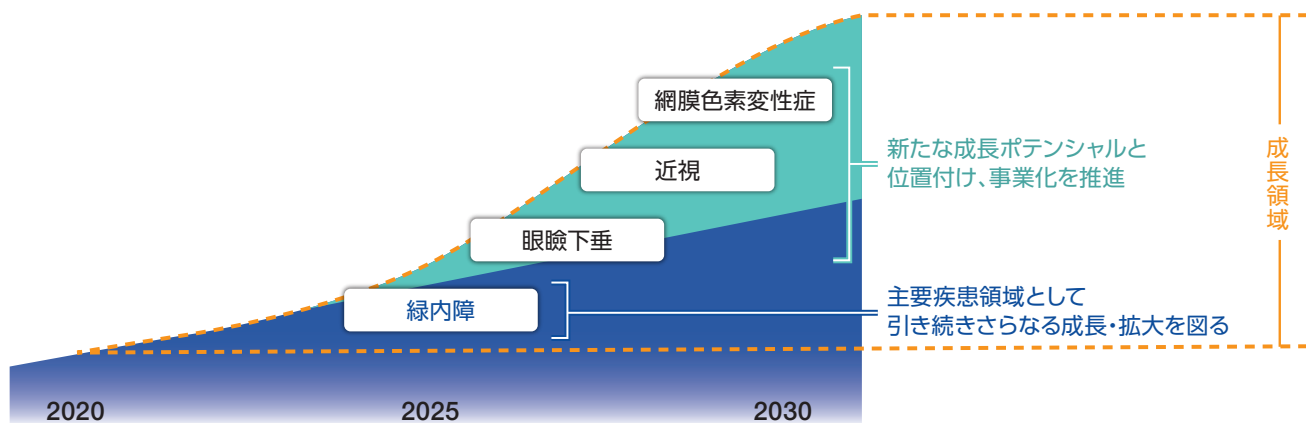 網膜色素変性症
近視
眼瞼下垂
緑内障
新たな成長ポテンシャルと
位置付け、事業化を推進
主要疾患領域として
引き続きさらなる成長・拡大を図る
成長領域
2020
2025
2030